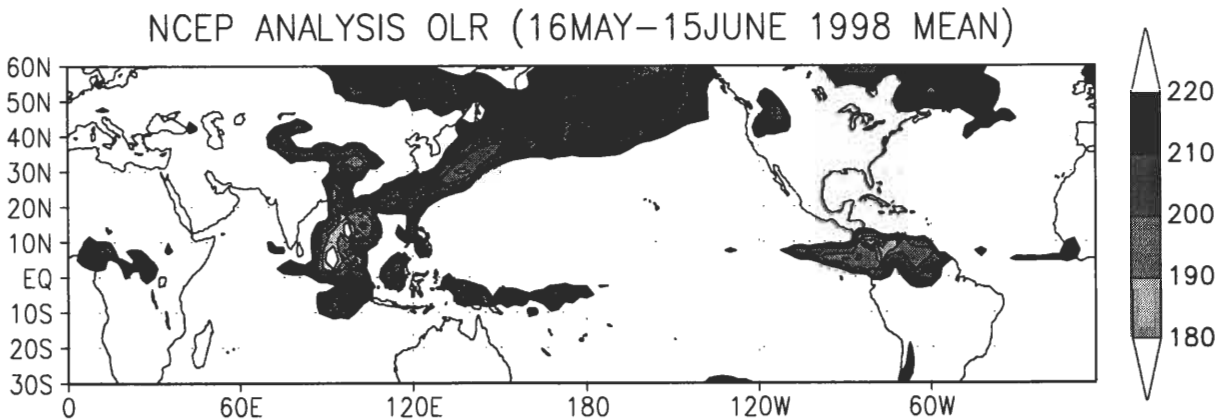 NCEP ANALYSIS OLR (16MAY-15JUNE 1998 MEAN)
60N
50N
40N
30N
20N
10N
EQ
10S
20S
30S
0 60E 120E 180 120W 60W
220
210
200
190
180